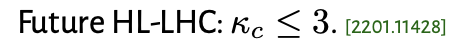 Future HL-LHC: κ_c ≤ 3. [2201.11428]